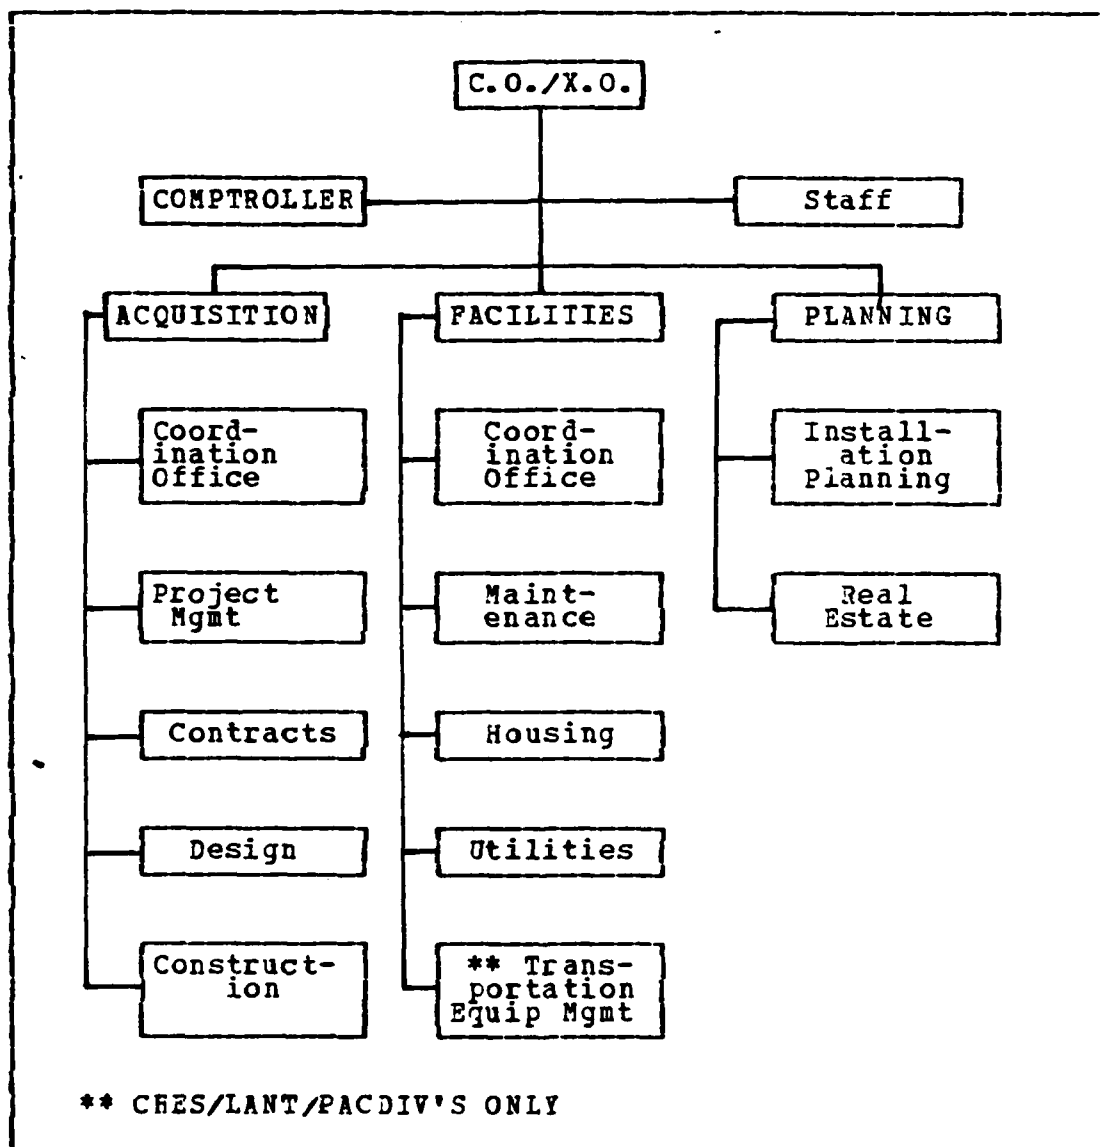 C.O./X.O.
COMPTROLLER
Staff
ACQUISITION
FACILITIES
PLANNING
Coord-
ination
Office
Coord-
ination
Office
Install-
ation
Planning
Project
Mgmt
Maint-
enance
Real
Estate
Contracts
Housing
Design
Utilities
Construct-
ion
** Trans-
portation
Equip Mgmt
** CHES/LANT/PACDIV'S ONLY